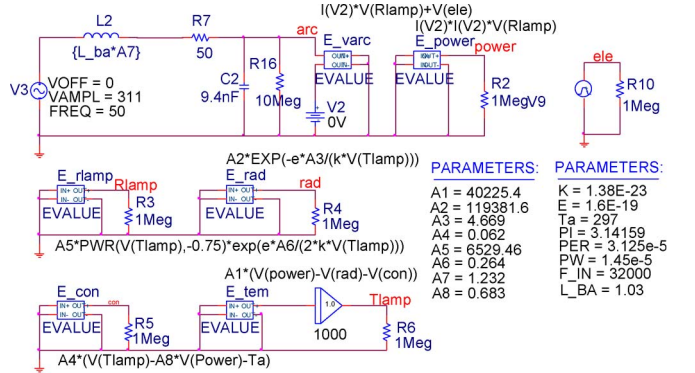 I(V2)*V(Rlamp)+V(ele)
I(V2)*I(V2)*V(Rlamp)
L2
R7
arc
E_varc
E_power
power
ele
{L_ba*A7}
50
OUT+
IN+
OUT-
IN-
C2
R16
EVALUE
EVALUE
R2
R10
V3
VOFF = 0
VAMPL = 311
FREQ = 50
9.4nF
10Meg
V2
0V
1Meg
V9
1Meg
A2*EXP(-e*A3/(k*V(Tlamp)))
PARAMETERS:
PARAMETERS:
E_rlamp
Rlamp
E_rad
rad
IN+ OUT+
IN- OUT-
IN+ OUT+
IN- OUT-
R3
R4
EVALUE
1Meg
EVALUE
1Meg
A5*PWR(V(Tlamp),-0.75)*exp(e*A6/(2*k*V(Tlamp)))
A1 = 40225.4
A2 = 119381.6
A3 = 4.669
A4 = 0.062
A5 = 6529.46
A6 = 0.264
A7 = 1.232
A8 = 0.683
K = 1.38E-23
E = 1.6E-19
Ta = 297
PI = 3.14159
PER = 3.125e-5
PW = 1.45e-5
F_IN = 32000
L_BA = 1.03
A1*(V(power)-V(rad)-V(con))
E_con
con
E_tem
1.0
Tlamp
IN+ OUT+
IN- OUT-
IN+ OUT+
IN- OUT-
R5
R6
EVALUE
1Meg
EVALUE
1000
1Meg
A4*(V(Tlamp)-A8*V(Power)-Ta)